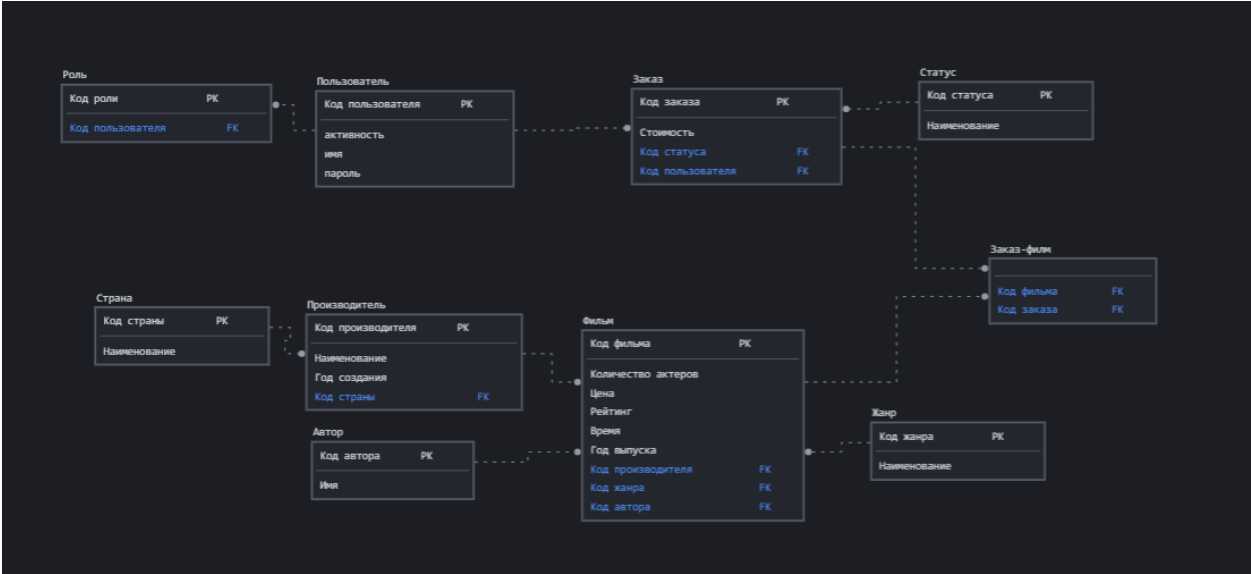 Роль
Код роли PK
Код пользователя FK
Пользователь
Код пользователя PK
активность
имя
пароль
Заказ
Код заказа PK
Стоимость
Код статуса FK
Код пользователя FK
Статус
Код статуса PK
Наименование
Заказ-филм
Код фильма FK
Код заказа FK
Страна
Код страны PK
Наименование
Производитель
Код производителя PK
Наименование
Год создания
Код страны FK
Автор
Код автора PK
Имя
Фильм
Код фильма PK
Количество актеров
Цена
Рейтинг
Время
Год выпуска
Код производителя FK
Код жанра FK
Код автора FK
Жанр
Код жанра PK
Наименование